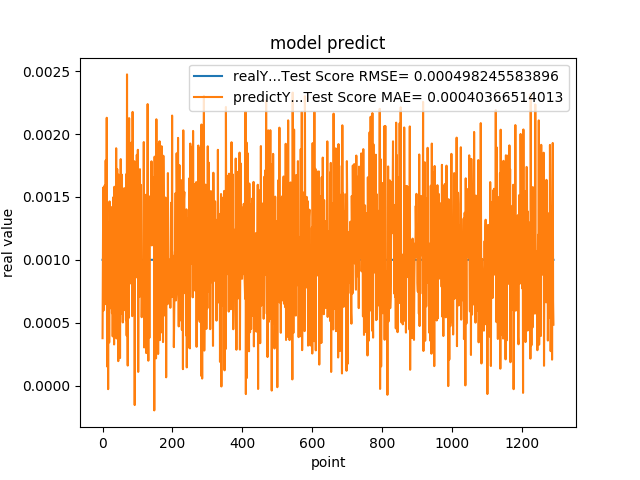 model predict
realY...Test Score RMSE= 0.000498245583896
predictY...Test Score MAE= 0.00040366514013
real value
0.0025
0.0020
0.0015
0.0010
0.0005
0.0000
0 200 400 600 800 1000 1200
point